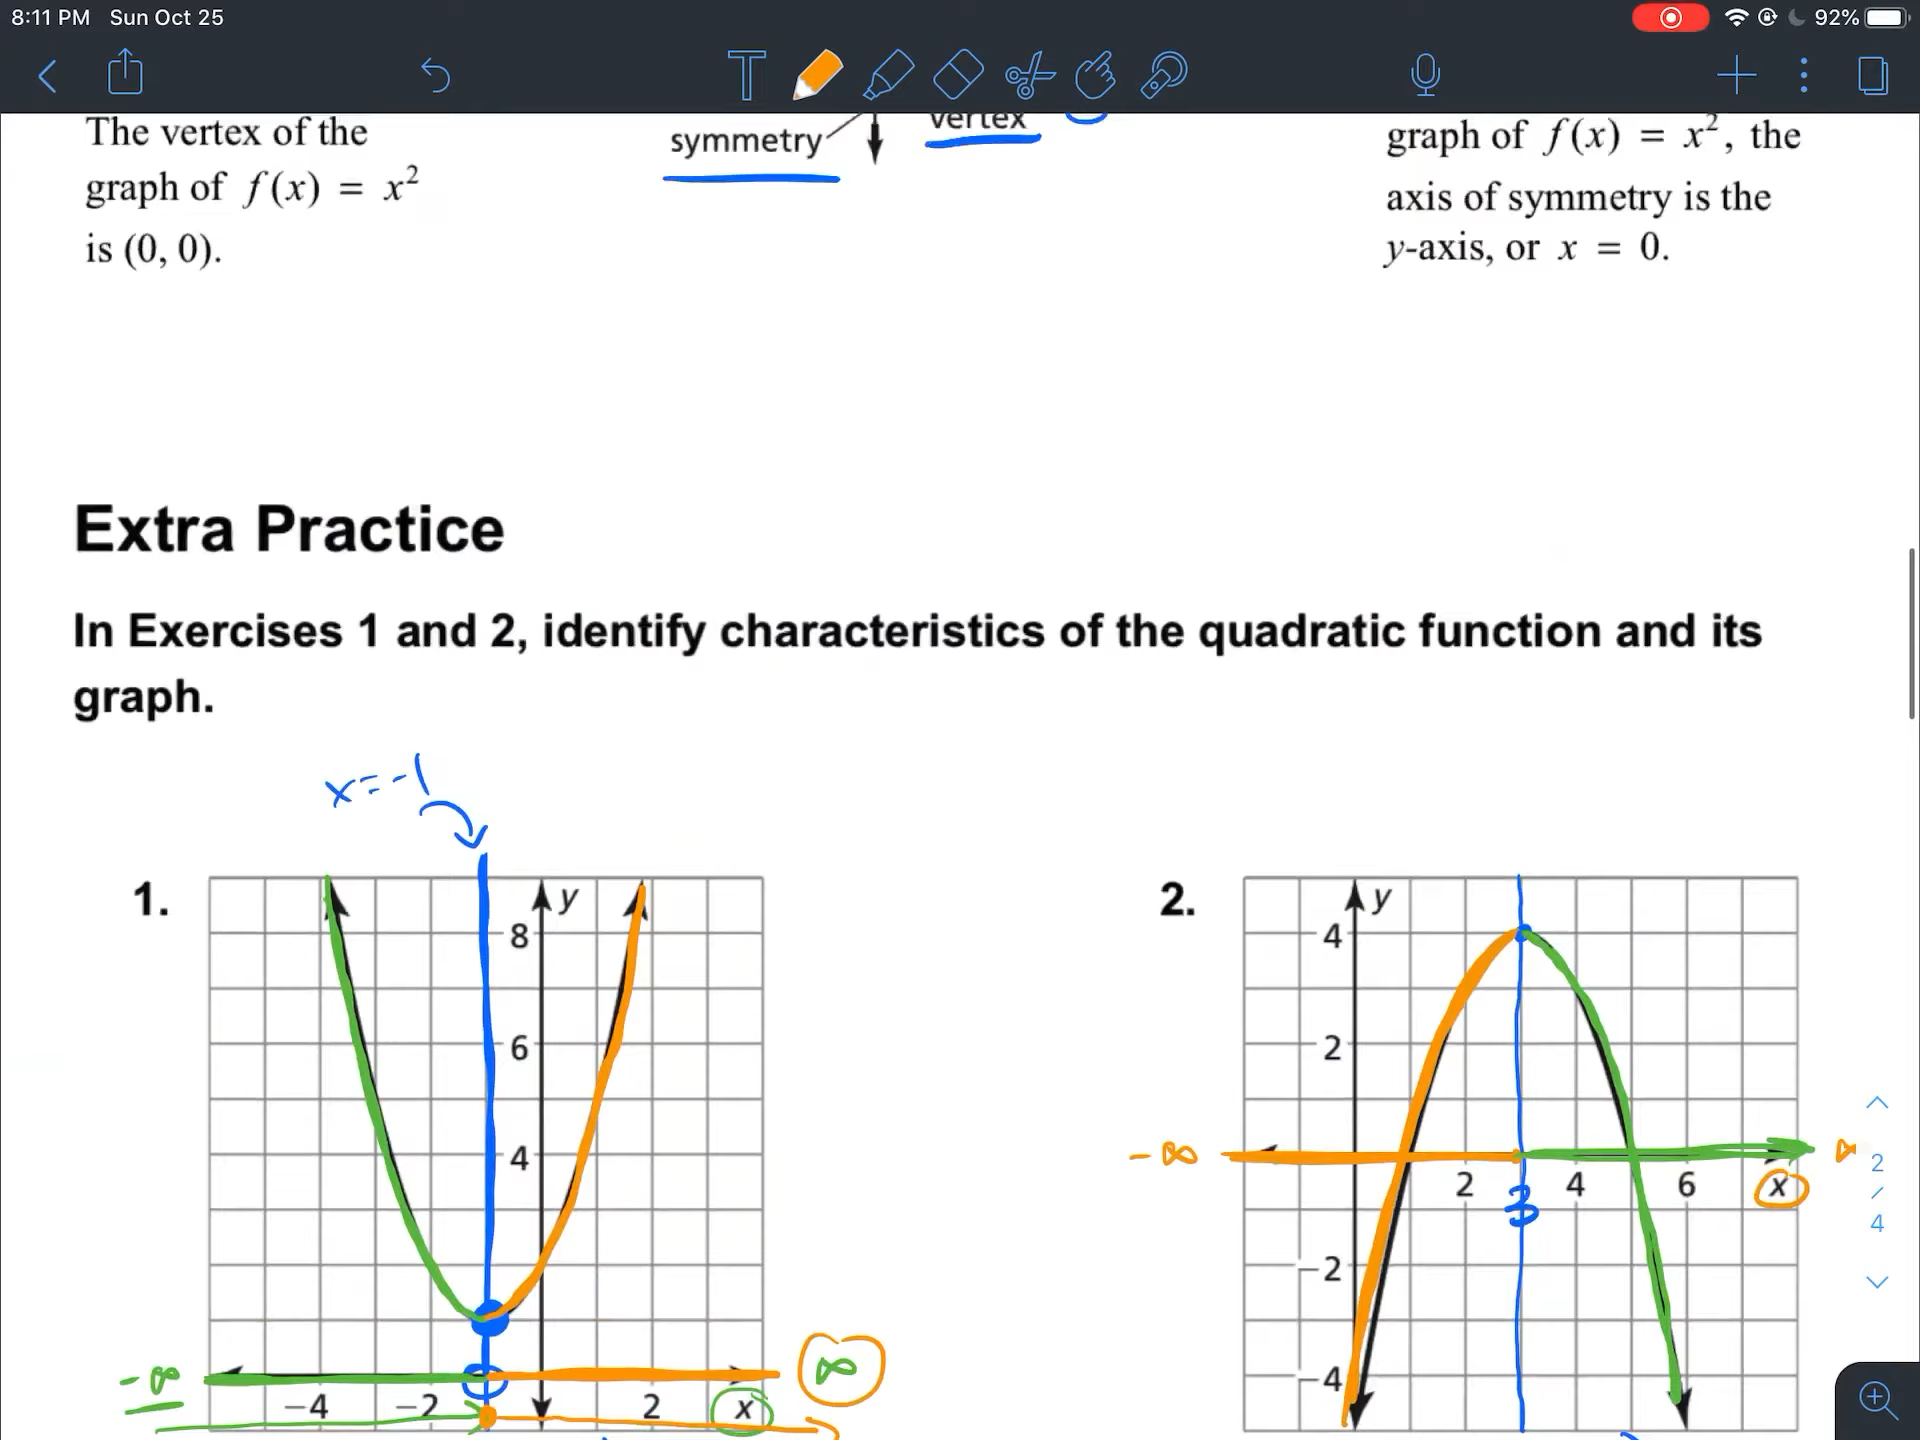 8:11 PM Sun Oct 25
92%
The vertex of the
graph of f(x) = x²
is (0, 0).
symmetry
vertex
graph of f(x) = x², the
axis of symmetry is the
y-axis, or x = 0.
Extra Practice
In Exercises 1 and 2, identify characteristics of the quadratic function and its
graph.
x = -1
1.
y
8
6
4
-∞
-4 -2 2 x
∞
2.
y
4
2
-∞
2 3 4 6 x
-2
-4
2
/
4